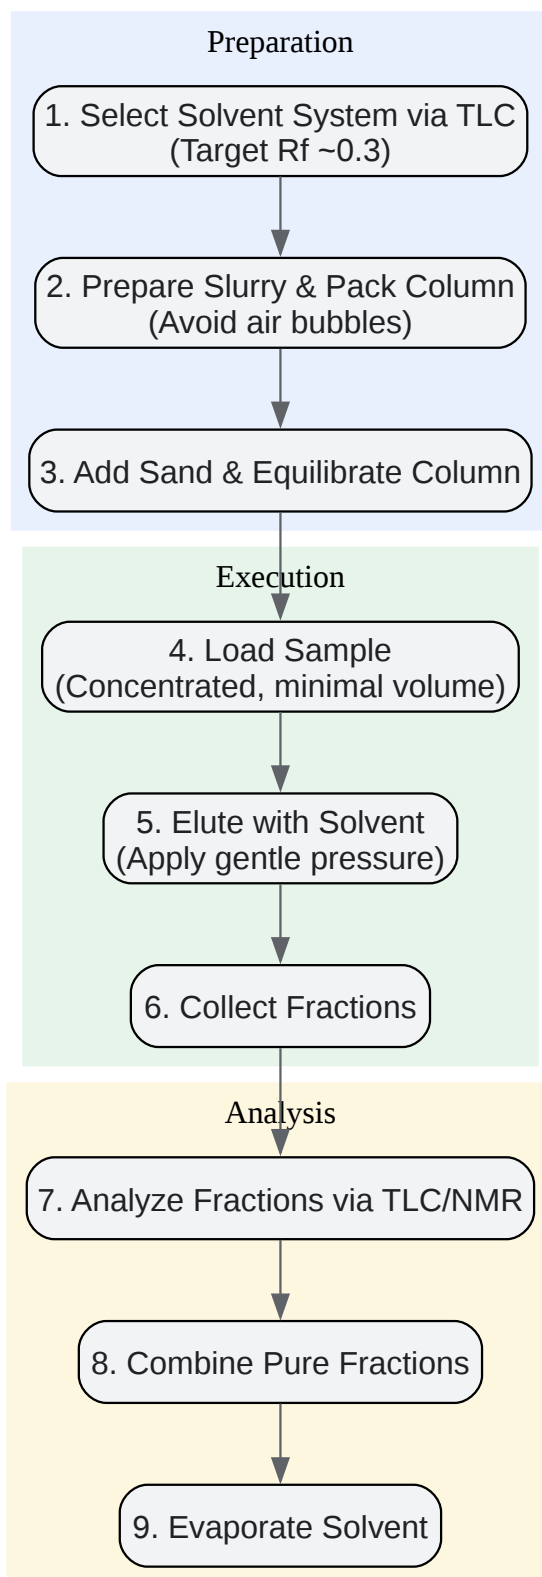 Preparation
1. Select Solvent System via TLC
(Target Rf ~0.3)
2. Prepare Slurry & Pack Column
(Avoid air bubbles)
3. Add Sand & Equilibrate Column
Execution
4. Load Sample
(Concentrated, minimal volume)
5. Elute with Solvent
(Apply gentle pressure)
6. Collect Fractions
Analysis
7. Analyze Fractions via TLC/NMR
8. Combine Pure Fractions
9. Evaporate Solvent